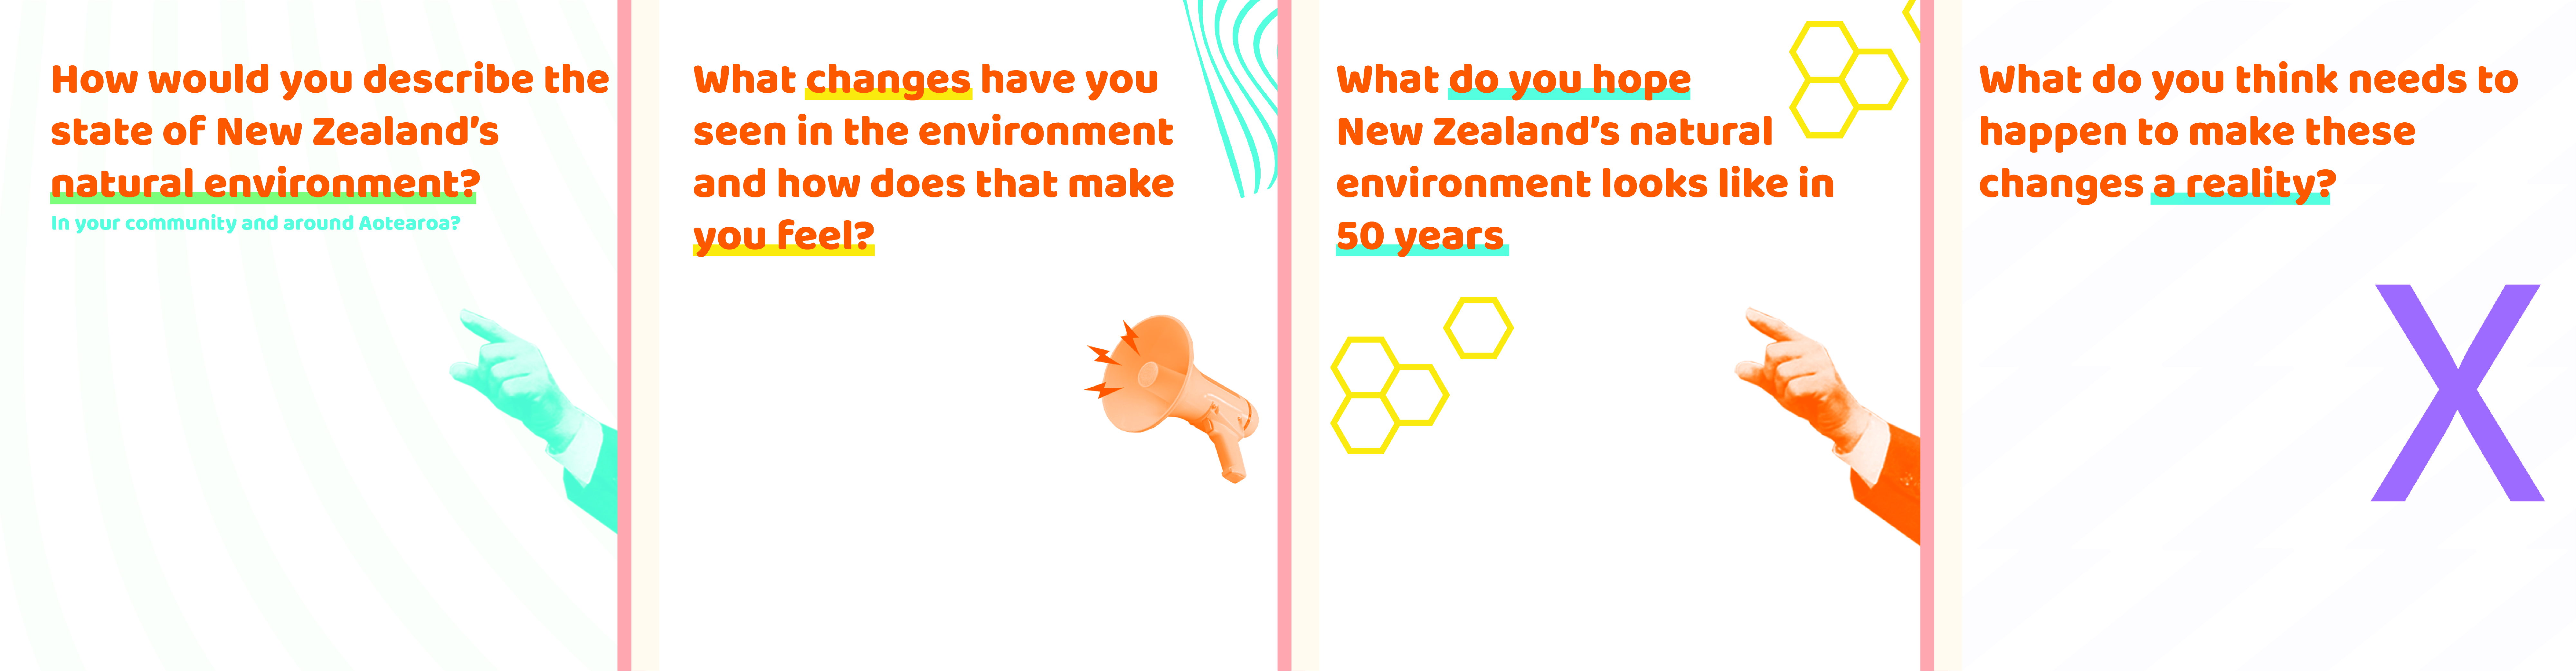 How would you describe the
state of New Zealand's
natural environment?
In your community and around Aotearoa?
What changes have you
seen in the environment
and how does that make
you feel?
What do you hope
New Zealand's natural
environment looks like in
50 years
What do you think needs to
happen to make these
changes a reality?
X